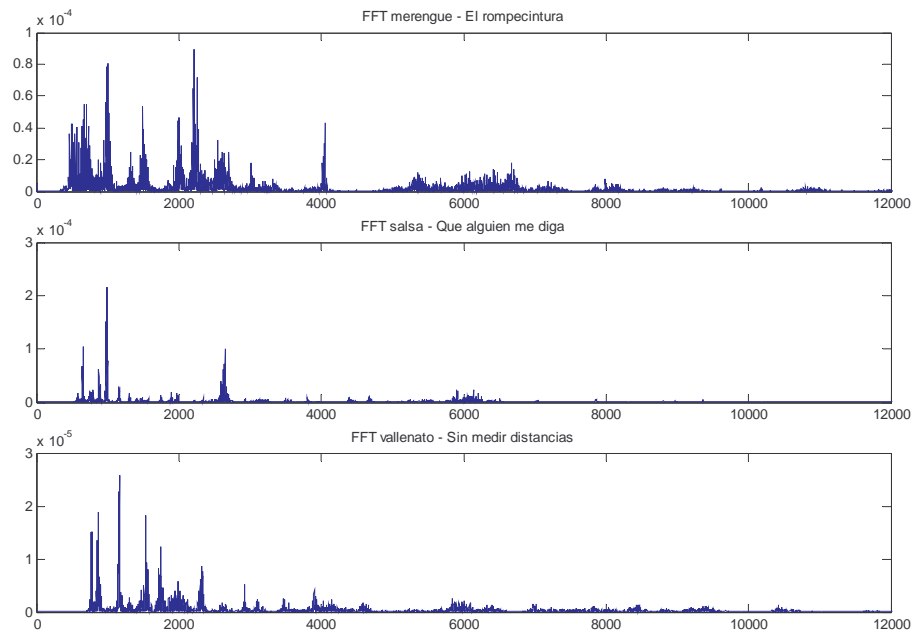 x 10-4
FFT merengue - El rompecintura
1
0.8
0.6
0.4
0.2
0
0 2000 4000 6000 8000 10000 12000
x 10-4
FFT salsa - Que alguien me diga
3
2
1
0
0 2000 4000 6000 8000 10000 12000
x 10-5
FFT vallenato - Sin medir distancias
3
2
1
0
0 2000 4000 6000 8000 10000 12000